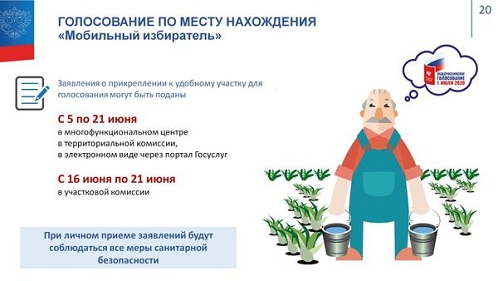 20
ГОЛОСОВАНИЕ ПО МЕСТУ НАХОЖДЕНИЯ
«Мобильный избиратель»
Заявления о прикреплении к удобному участку для
голосования могут быть поданы
С 5 по 21 июня
в многофункциональном центре
в территориальной комиссии,
в электронном виде через портал Госуслуг
С 16 июня по 21 июня
в участковой комиссии
При личном приеме заявлений будут
соблюдаться все меры санитарной
безопасности
ОБЩЕРОССИЙСКОЕ
ГОЛОСОВАНИЕ
1 ИЮЛЯ 2020